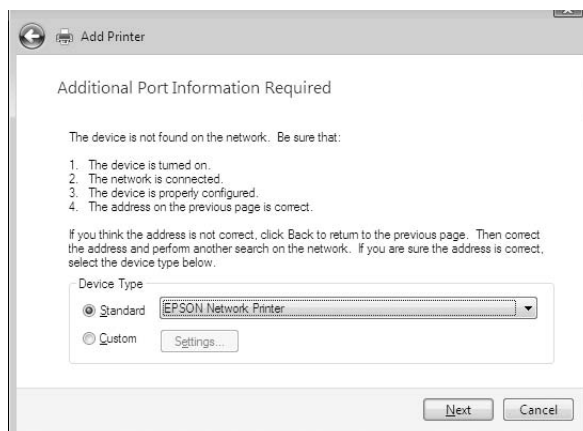 Add Printer
Additional Port Information Required
The device is not found on the network. Be sure that:
1. The device is turned on.
2. The network is connected.
3. The device is properly configured.
4. The address on the previous page is correct.
If you think the address is not correct, click Back to return to the previous page. Then correct
the address and perform another search on the network. If you are sure the address is correct,
select the device type below.
Device Type
Standard EPSON Network Printer
Custom Settings...
Next Cancel